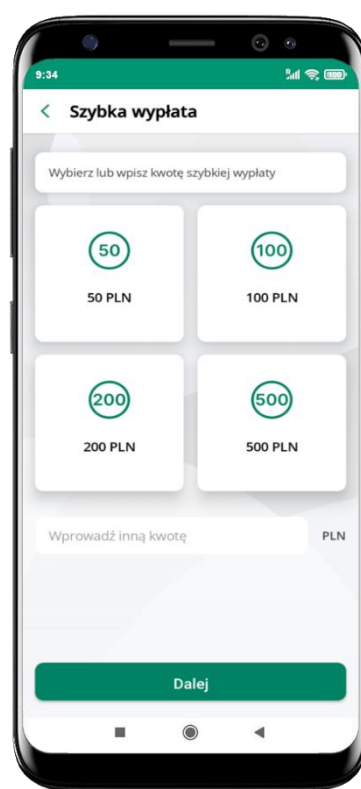 9:34
Szybka wypłata
Wybierz lub wpisz kwotę szybkiej wypłaty
50
100
50 PLN
100 PLN
200
500
200 PLN
500 PLN
Wprowadź inną kwotę
PLN
Dalej